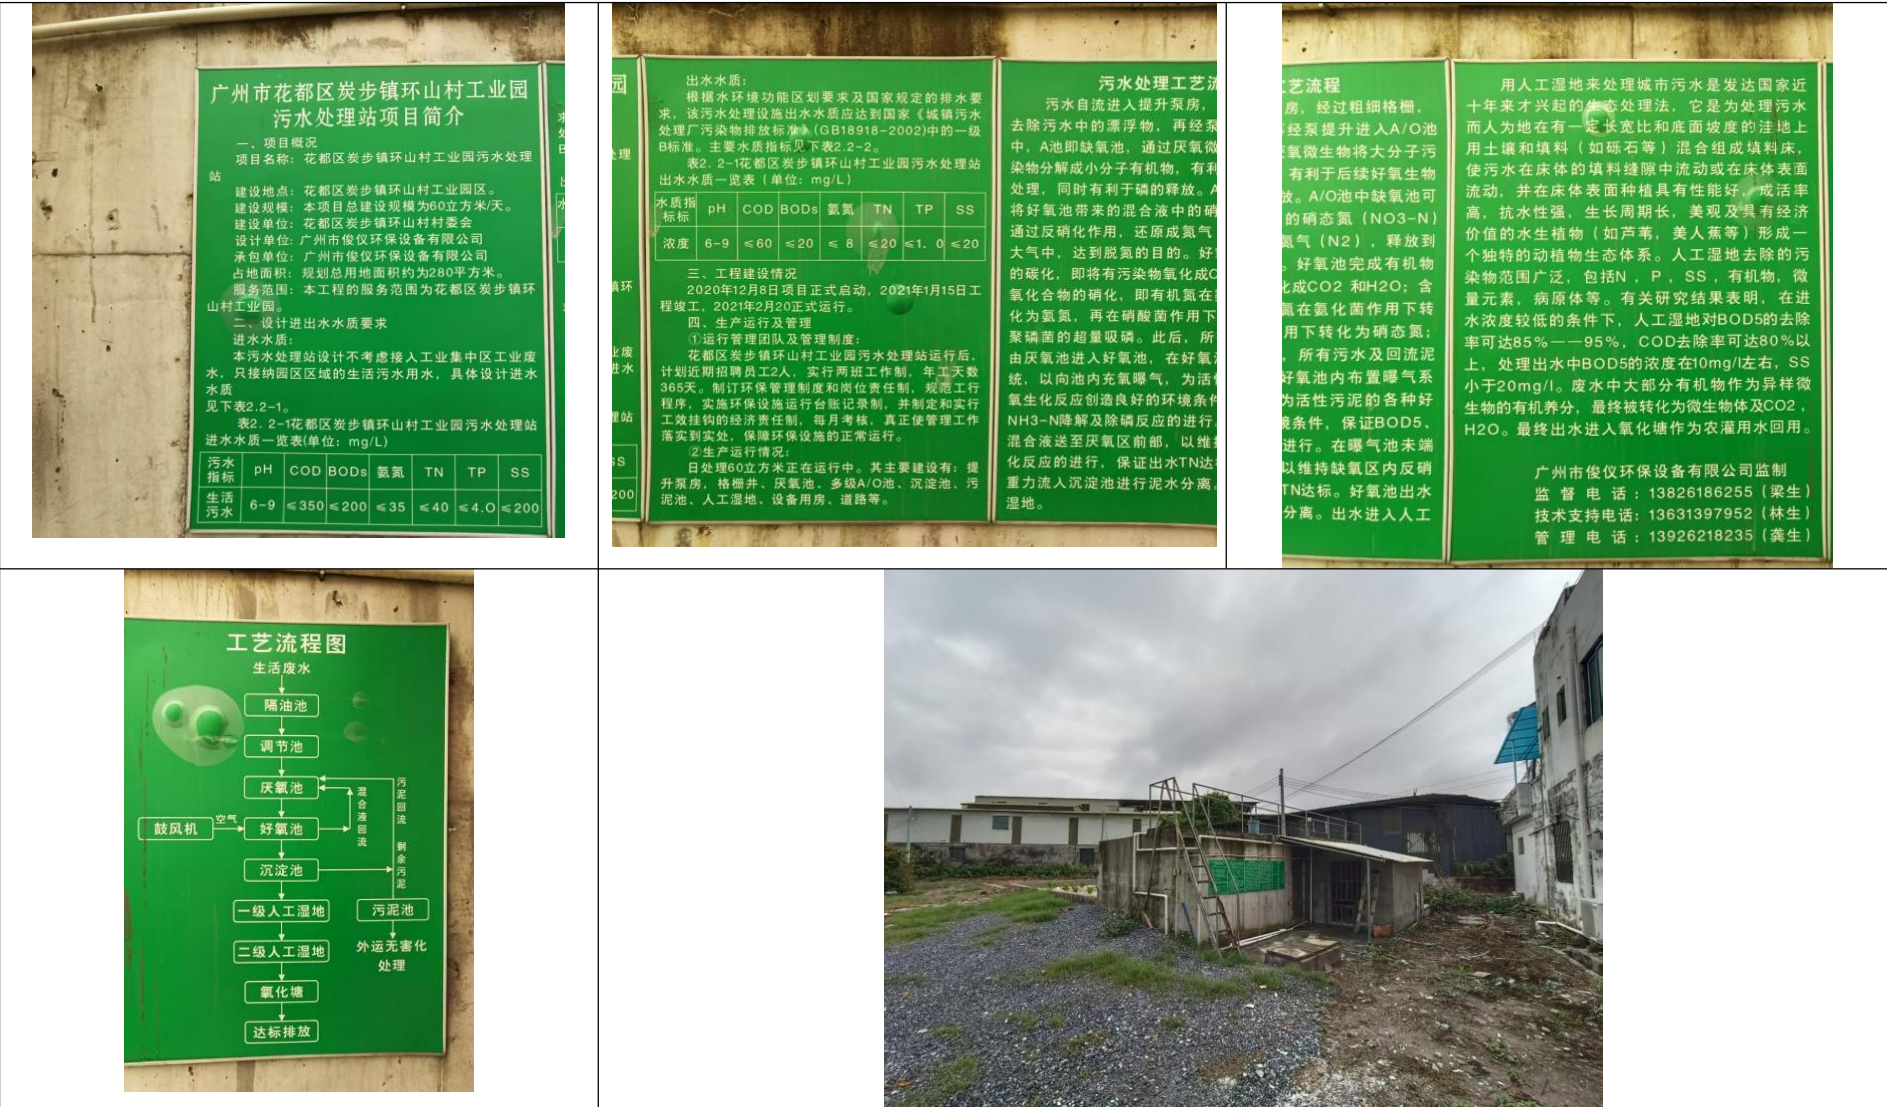 广州市花都区炭步镇环山村工业园
污水处理站项目简介
一、项目概况
项目名称：花都区炭步镇环山村工业园污水处理
站
建设地点：花都区炭步镇环山村工业园区。
建设规模：本项目总建设规模为60立方米/天。
建设单位：花都区炭步镇环山村村委会
设计单位：广州市俊仪环保设备有限公司
承包单位：广州市俊仪环保设备有限公司
占地面积：规划总用地面积约为280平方米。
服务范围：本工程的服务范围为花都区炭步镇环
山村工业园。
二、设计进出水水质要求
进水水质：
本污水处理站设计不考虑接入工业集中区工业废
水，只接纳园区区域的生活污水用水，具体设计进水
水质
见下表2.2-1。
表2. 2-1花都区炭步镇环山村工业园污水处理站
进水水质一览表(单位：mg/L)
污水指标 pH COD BODs 氨氮 TN TP SS
生活污水 6-9 ≤350 ≤200 ≤35 ≤40 ≤4.0 ≤200
出水水质：
根据水环境功能区划要求及国家规定的排水要
求，该污水处理设施出水水质应达到国家《城镇污水
处理厂污染物排放标准》(GB18918-2002)中的一级
B标准。主要水质指标见下表2.2-2。
表2. 2-1花都区炭步镇环山村工业园污水处理站
出水水质一览表（单位：mg/L）
水质指标标 pH COD BODs 氨氮 TN TP SS
浓度 6-9 ≤60 ≤20 ≤8 ≤20 ≤1. 0 ≤20
三、工程建设情况
2020年12月8日项目正式启动，2021年1月15日工
程竣工，2021年2月20正式运行。
四、生产运行及管理
①运行管理团队及管理制度：
花都区炭步镇环山村工业园污水处理站运行后，
计划近期招聘员工2人，实行两班工作制，年工天数
365天。制订环保管理制度和岗位责任制，规范工行
程序，实施环保设施运行台账记录制，并制定和实行
工效挂钩的经济责任制，每月考核，真正使管理工作
落实到实处，保障环保设施的正常运行。
②生产运行情况：
日处理60立方米正在运行中。其主要建设有：提
升泵房，格栅井、厌氧池、多级A/O池、沉淀池、污
泥池、人工湿地、设备用房、道路等。
污水处理工艺流
污水自流进入提升泵房，
去除污水中的漂浮物，再经泵
中，A池即缺氧池，通过厌氧微
染物分解成小分子有机物，有利
处理，同时有利于磷的释放。A
将好氧池带来的混合液中的硝
通过反硝化作用，还原成氮气
大气中，达到脱氮的目的。好
的碳化，即将有污染物氧化成C
氧化合物的硝化，即有机氮在
为氨氮，再在硝酸菌作用下
聚磷菌的超量吸磷。此后，所
由厌氧池进入好氧池，在好氧
统，以向池内充氧曝气，为活
氧生化反应创造良好的环境条件
NH3-N降解及除磷反应的进行
混合液送至厌氧区前部，以维
化反应的进行，保证出水TN达
重力流入沉淀池进行泥水分离。
湿地。
艺流程
房，经过粗细格栅，
经泵提升进入A/O池
氧微生物将大分子污
有利于后续好氧生物
放。A/O池中缺氧池可
的硝态氮（NO3-N）
氮气（N2），释放到
。好氧池完成有机物
化成CO2 和H2O；含
氮在氨化菌作用下转
用下转化为硝态氮；
，所有污水及回流泥
好氧池内布置曝气系
为活性污泥的各种好
条件，保证BOD5、
进行。在曝气池未端
以维持缺氧区内反硝
TN达标。好氧池出水
分离。出水进入人工
用人工湿地来处理城市污水是发达国家近
十年来才兴起的生态处理法，它是为处理污水
而人为地在有一定长宽比和底面坡度的洼地上
用土壤和填料（如砾石等）混合组成填料床，
使污水在床体的填料缝隙中流动或在床体表面
流动，并在床体表面种植具有性能好，成活率
高，抗水性强，生长周期长，美观及具有经济
价值的水生植物（如芦苇，美人蕉等）形成一
个独特的动植物生态体系。人工湿地去除的污
染物范围广泛，包括N，P，SS，有机物，微
量元素，病原体等。有关研究结果表明，在进
水浓度较低的条件下，人工湿地对BOD5的去除
率可达85%——95%，COD去除率可达80%以
上，处理出水中BOD5的浓度在10mg/l左右，SS
小于20mg/l。废水中大部分有机物作为异样微
生物的有机养分，最终被转化为微生物体及CO2，
H2O。最终出水进入氧化塘作为农灌用水回用。
广州市俊仪环保设备有限公司监制
监督电话：13826186255（梁生）
技术支持电话：13631397952（林生）
管理电话：13926218235（龚生）
工艺流程图
生活废水
隔油池
调节池
厌氧池
鼓风机
空气
好氧池
混合液回流
污泥回流
沉淀池
剩余污泥
一级人工湿地
污泥池
二级人工湿地
外运无害化
处理
氧化塘
达标排放